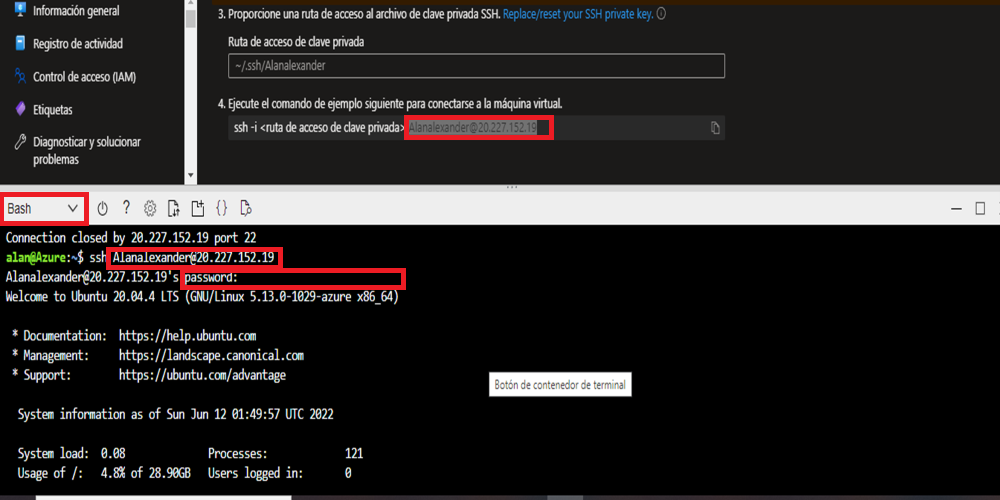 Información general
Registro de actividad
Control de acceso (IAM)
Etiquetas
Diagnosticar y solucionar
problemas
3. Proporcione una ruta de acceso al archivo de clave privada SSH. Replace/reset your SSH private key.
Ruta de acceso de clave privada
~/.ssh/Alanalexander
4. Ejecute el comando de ejemplo siguiente para conectarse a la máquina virtual.
ssh -i <ruta de acceso de clave privada> Alanalexander@20.227.152.19
Bash
Connection closed by 20.227.152.19 port 22
alan@Azure:~$ ssh Alanalexander@20.227.152.19
Alanalexander@20.227.152.19's password:
Welcome to Ubuntu 20.04.4 LTS (GNU/Linux 5.13.0-1029-azure x86_64)
* Documentation: https://help.ubuntu.com
* Management: https://landscape.canonical.com
* Support: https://ubuntu.com/advantage
Botón de contenedor de terminal
System information as of Sun Jun 12 01:49:57 UTC 2022
System load: 0.08 Processes: 121
Usage of /: 4.8% of 28.90GB Users logged in: 0